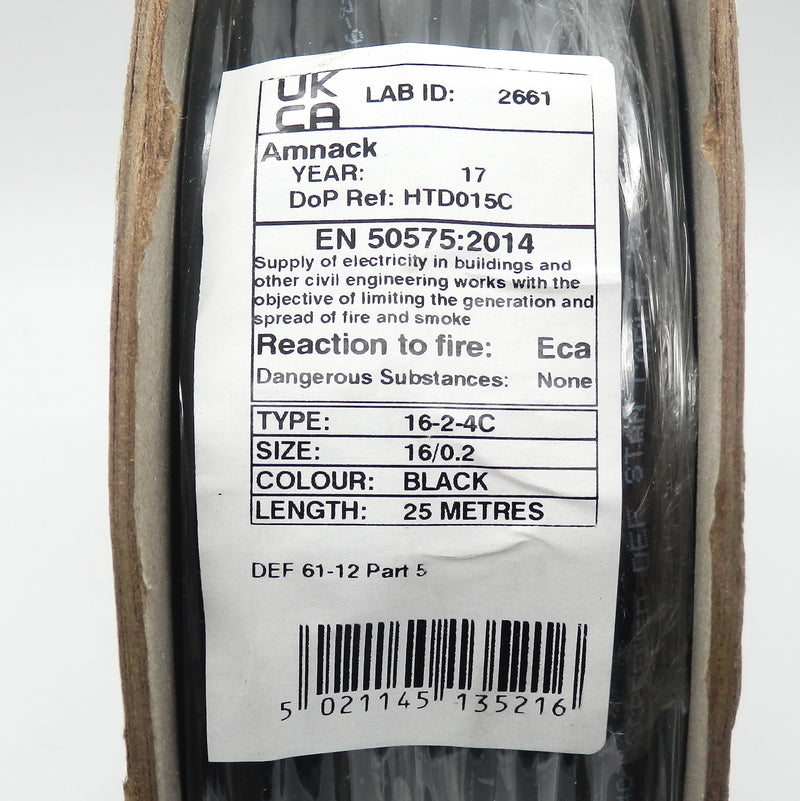 UK
CA
LAB ID: 2661
Amnack
YEAR: 17
DoP Ref: HTD015C
EN 50575:2014
Supply of electricity in buildings and
other civil engineering works with the
objective of limiting the generation and
spread of fire and smoke
Reaction to fire: Eca
Dangerous Substances: None
TYPE: 16-2-4C
SIZE: 16/0.2
COLOUR: BLACK
LENGTH: 25 METRES
DEF 61-12 Part 5
5 021145 135216
DEF STAN